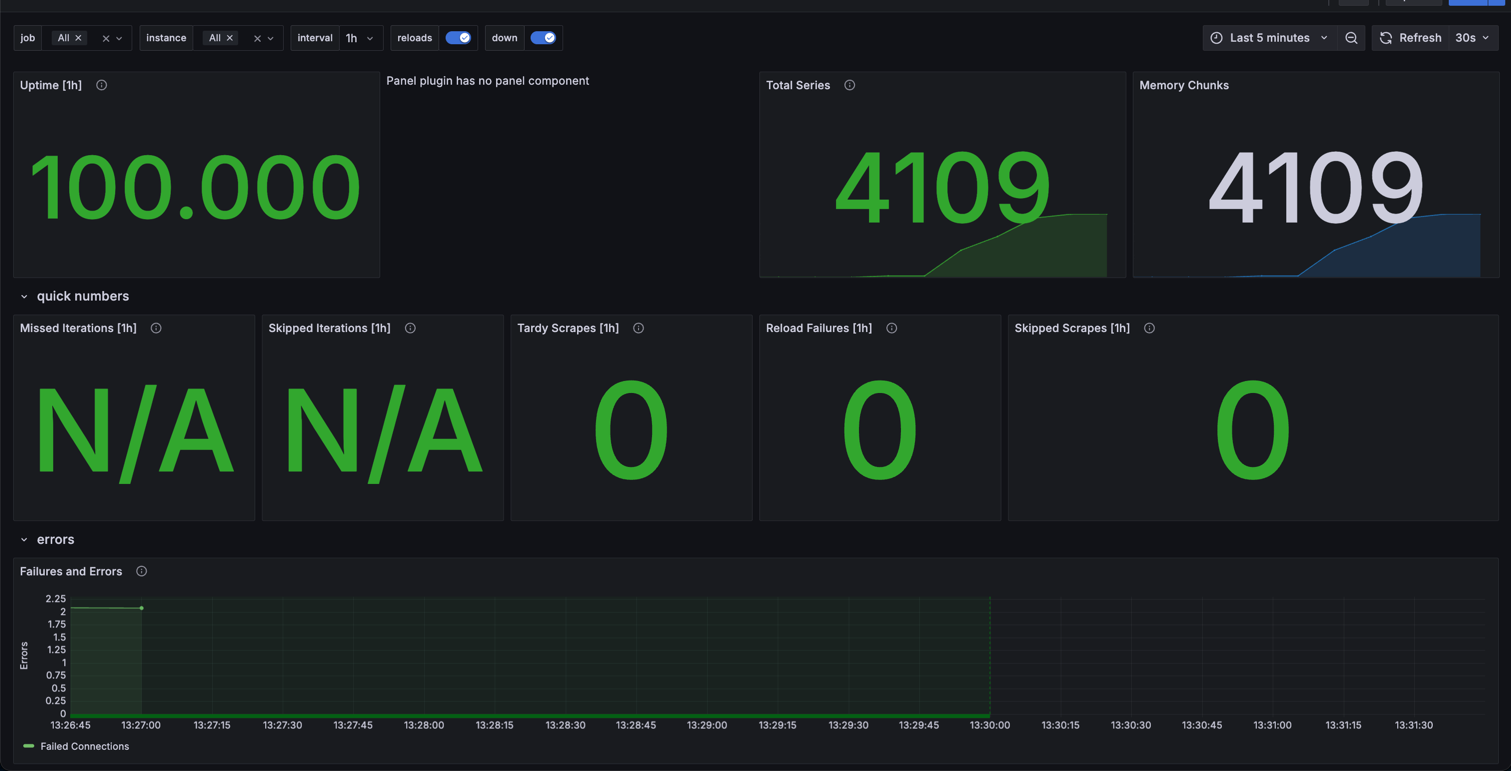 job All instance All interval 1h reloads down Last 5 minutes Refresh 30s
Uptime [1h]
100.000
Panel plugin has no panel component
Total Series
4109
Memory Chunks
4109
quick numbers
Missed Iterations [1h]
N/A
Skipped Iterations [1h]
N/A
Tardy Scrapes [1h]
0
Reload Failures [1h]
0
Skipped Scrapes [1h]
0
errors
Failures and Errors
Errors
2.25
2
1.75
1.5
1.25
1
0.75
0.5
0.25
0
13:26:45 13:27:00 13:27:15 13:27:30 13:27:45 13:28:00 13:28:15 13:28:30 13:28:45 13:29:00 13:29:15 13:29:30 13:29:45 13:30:00 13:30:15 13:30:30 13:30:45 13:31:00 13:31:15 13:31:30
Failed Connections